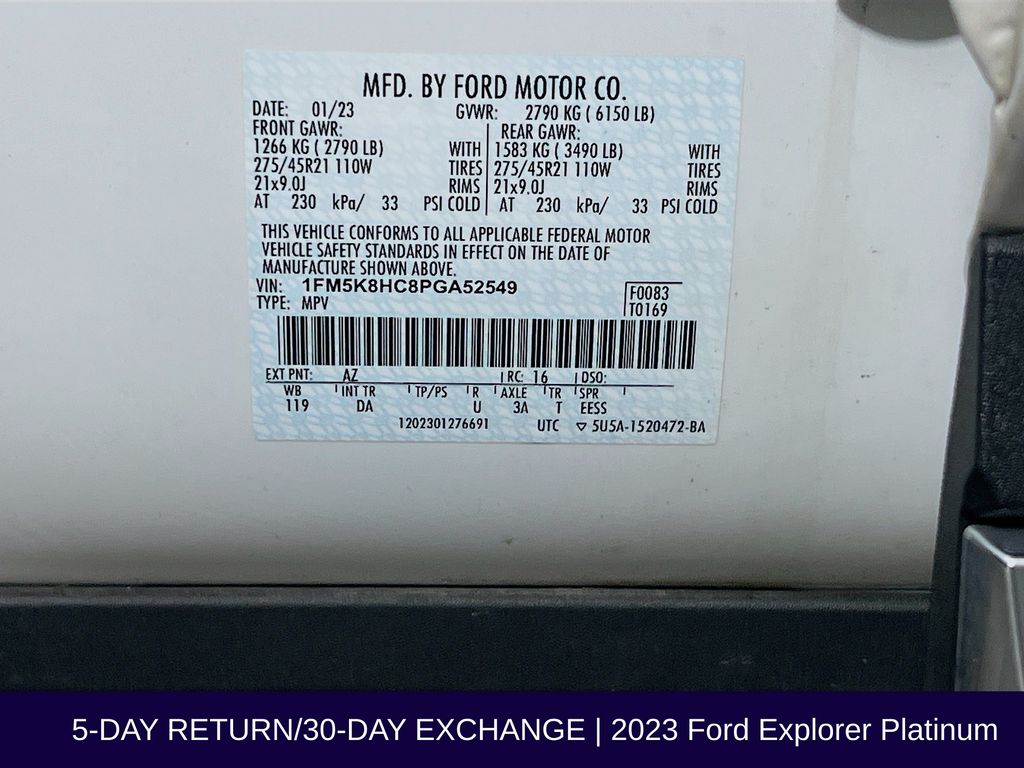 MFD. BY FORD MOTOR CO.
DATE: 01/23 GVWR: 2790 KG ( 6150 LB)
FRONT GAWR: REAR GAWR:
1266 KG ( 2790 LB) WITH 1583 KG ( 3490 LB) WITH
275/45R21 110W TIRES 275/45R21 110W TIRES
21x9.0J RIMS 21x9.0J RIMS
AT 230 kPa/ 33 PSI COLD AT 230 kPa/ 33 PSI COLD
THIS VEHICLE CONFORMS TO ALL APPLICABLE FEDERAL MOTOR
VEHICLE SAFETY STANDARDS IN EFFECT ON THE DATE OF
MANUFACTURE SHOWN ABOVE.
VIN: 1FM5K8HC8PGA52549 F0083
TYPE: MPV T0169
EXT PNT: AZ RC: 16 DSO:
WB INT TR TP/PS R AXLE TR SPR
119 DA U 3A T EESS
1202301276691 UTC ▽ 5U5A-1520472-BA
5-DAY RETURN/30-DAY EXCHANGE | 2023 Ford Explorer Platinum